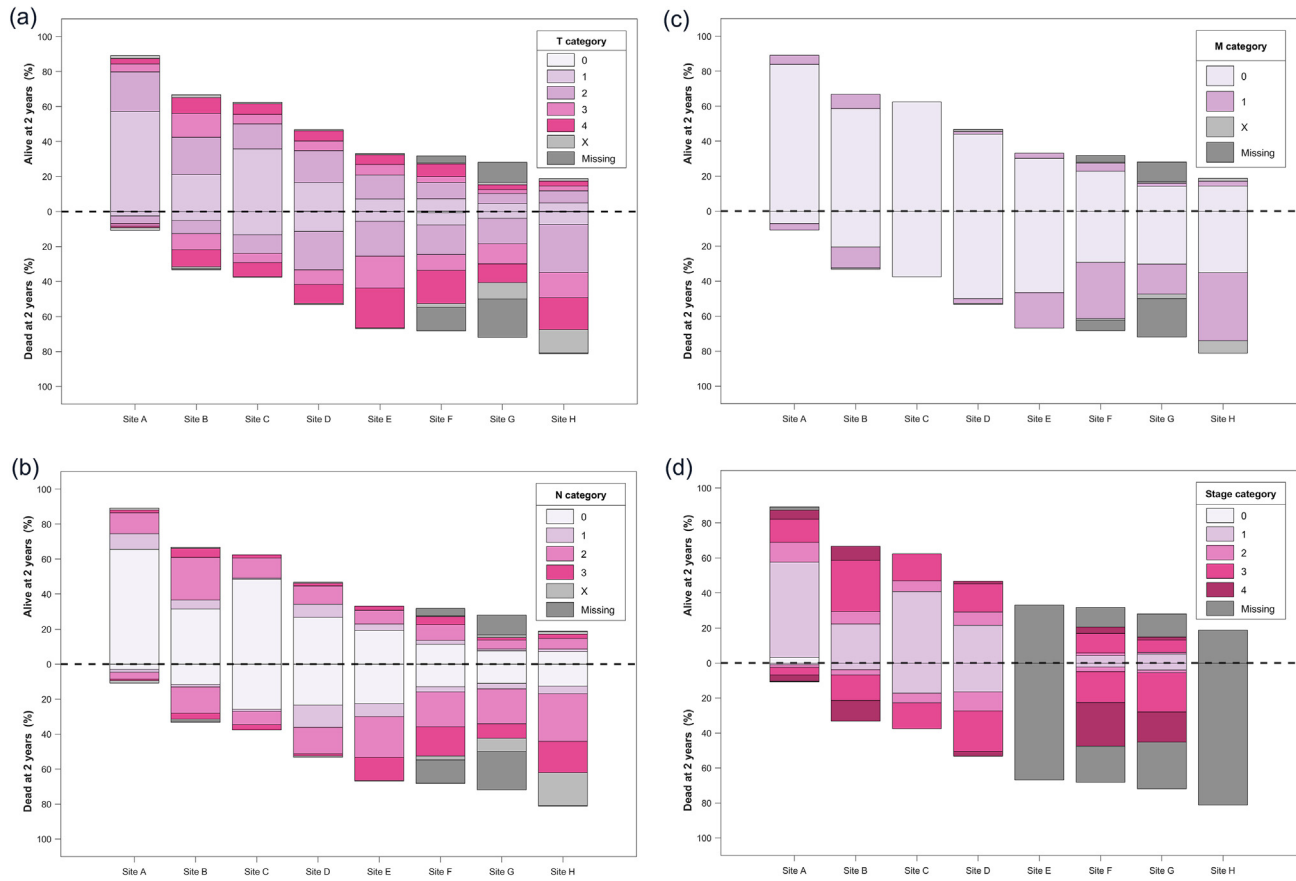 (a)
T category
0
1
2
3
4
X
Missing
Alive at 2 years (%)
Dead at 2 years (%)
100
80
60
40
20
0
20
40
60
80
100
Site A Site B Site C Site D Site E Site F Site G Site H
(c)
M category
0
1
X
Missing
Alive at 2 years (%)
Dead at 2 years (%)
100
80
60
40
20
0
20
40
60
80
100
Site A Site B Site C Site D Site E Site F Site G Site H
(b)
N category
0
1
2
3
X
Missing
Alive at 2 years (%)
Dead at 2 years (%)
100
80
60
40
20
0
20
40
60
80
100
Site A Site B Site C Site D Site E Site F Site G Site H
(d)
Stage category
0
1
2
3
4
Missing
Alive at 2 years (%)
Dead at 2 years (%)
100
80
60
40
20
0
20
40
60
80
100
Site A Site B Site C Site D Site E Site F Site G Site H